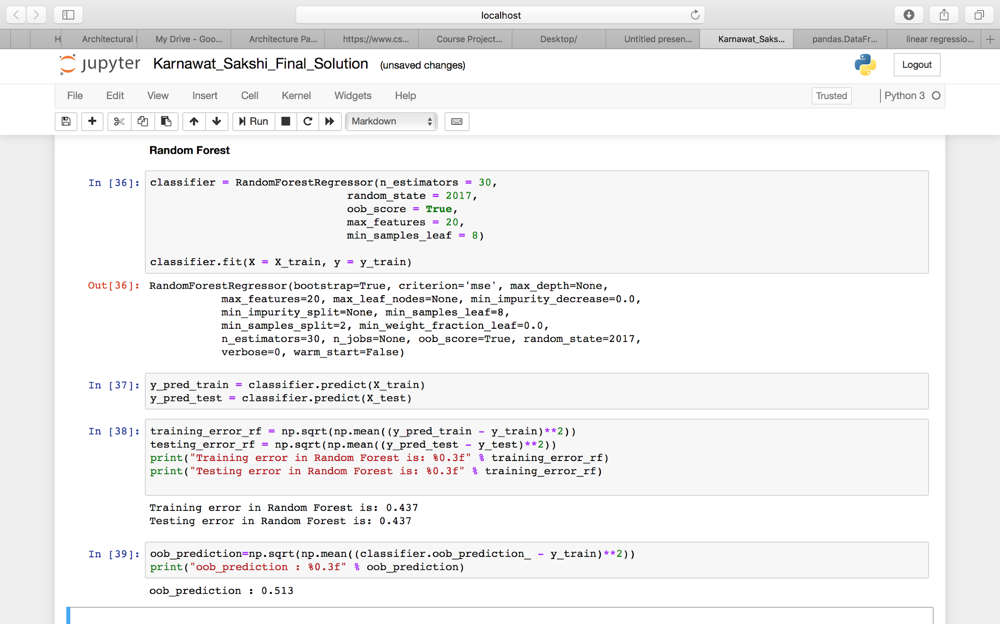 localhost
H
Architectural
My Drive - Goo...
Architecture Pa...
https://www.cs...
Course Project...
Desktop/
Untitled presen...
Karnawat_Saks...
pandas.DataFr...
linear regressio...
jupyter Karnawat_Sakshi_Final_Solution (unsaved changes)
Logout
File Edit View Insert Cell Kernel Widgets Help
Trusted
Python 3
Run
Markdown
Random Forest
In [36]: classifier = RandomForestRegressor(n_estimators = 30,
random_state = 2017,
oob_score = True,
max_features = 20,
min_samples_leaf = 8)
classifier.fit(X = X_train, y = y_train)
Out[36]: RandomForestRegressor(bootstrap=True, criterion='mse', max_depth=None,
max_features=20, max_leaf_nodes=None, min_impurity_decrease=0.0,
min_impurity_split=None, min_samples_leaf=8,
min_samples_split=2, min_weight_fraction_leaf=0.0,
n_estimators=30, n_jobs=None, oob_score=True, random_state=2017,
verbose=0, warm_start=False)
In [37]: y_pred_train = classifier.predict(X_train)
y_pred_test = classifier.predict(X_test)
In [38]: training_error_rf = np.sqrt(np.mean((y_pred_train - y_train)**2))
testing_error_rf = np.sqrt(np.mean((y_pred_test - y_test)**2))
print("Training error in Random Forest is: %0.3f" % training_error_rf)
print("Testing error in Random Forest is: %0.3f" % training_error_rf)
Training error in Random Forest is: 0.437
Testing error in Random Forest is: 0.437
In [39]: oob_prediction=np.sqrt(np.mean((classifier.oob_prediction_ - y_train)**2))
print("oob_prediction : %0.3f" % oob_prediction)
oob_prediction : 0.513